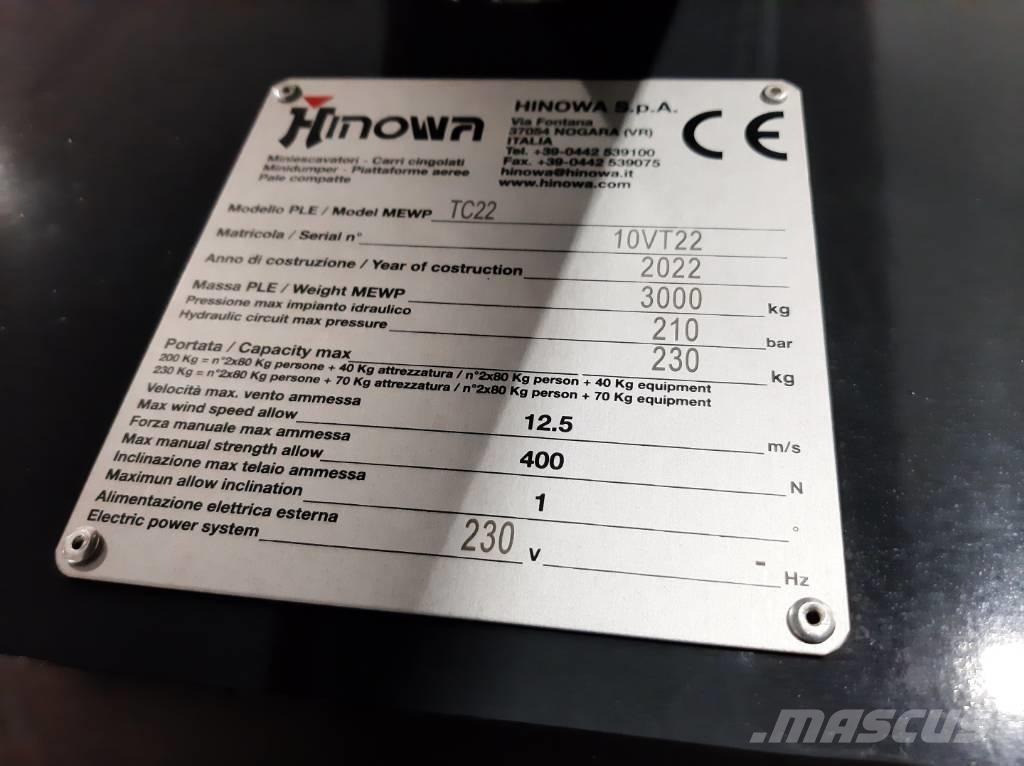 Hinowa
Miniescavatori - Carri cingolati
Minidumper - Piattaforme aeree
Pale compatte
HINOWA S.p.A.
Via Fontana
37054 NOGARA (VR)
ITALIA
Tel. +39-0442 539100
Fax. +39-0442 539075
hinowa@hinowa.it
www.hinowa.com
CE
Modello PLE / Model MEWP TC22
Matricola / Serial n° 10VT22
Anno di costruzione / Year of costruction 2022
Massa PLE / Weight MEWP 3000 kg
Pressione max impianto idraulico
Hydraulic circuit max pressure 210 bar
Portata / Capacity max 230 kg
200 Kg = n°2x80 Kg persone + 40 Kg attrezzatura / n°2x80 Kg person + 40 Kg equipment
230 Kg = n°2x80 Kg persone + 70 Kg attrezzatura / n°2x80 Kg person + 70 Kg equipment
Velocità max. vento ammessa
Max wind speed allow 12.5 m/s
Forza manuale max ammessa
Max manual strength allow 400 N
Inclinazione max telaio ammessa
Maximun allow inclination 1 °
Alimentazione elettrica esterna
Electric power system 230 V - Hz
MASCUS